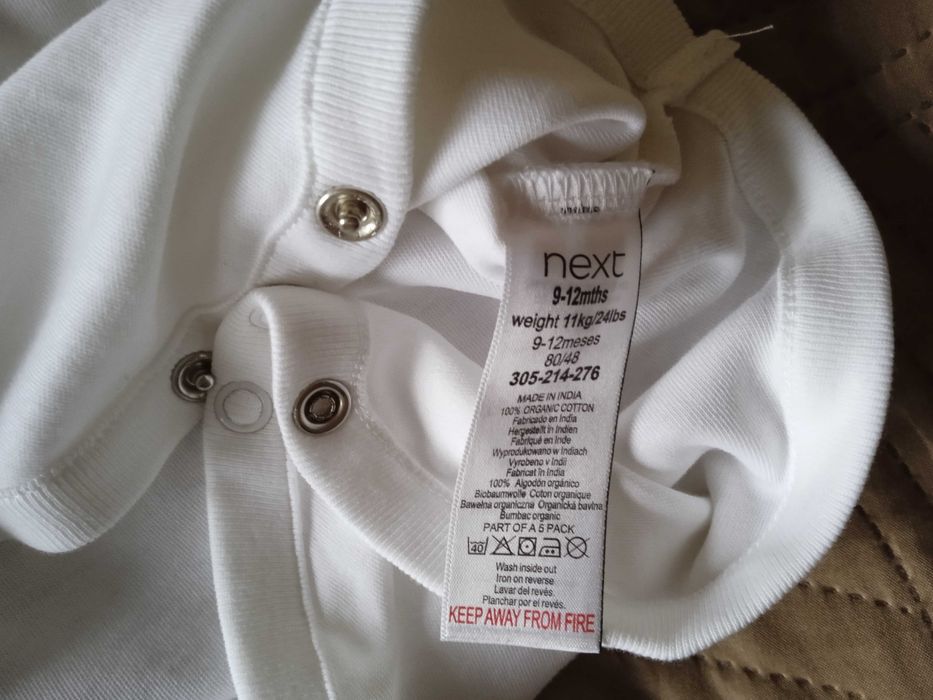 next
9-12mths
weight 11kg/24lbs
9-12meses
80/48
305-214-276
MADE IN INDIA
100% ORGANIC COTTON
Fabricado en India
Hergestellt in Indien
Fabriqué en Inde
Wyprodukowano w Indiach
Vyrobeno v Indii
Fabricat în India
100% Algodón orgánico
Biobaumwolle Coton organique
Bawełna organiczna Organická bavlna
Bumbac organic
PART OF A 5 PACK
40
Wash inside out
Iron on reverse
Lavar del revés.
Planchar por el revés.
KEEP AWAY FROM FIRE